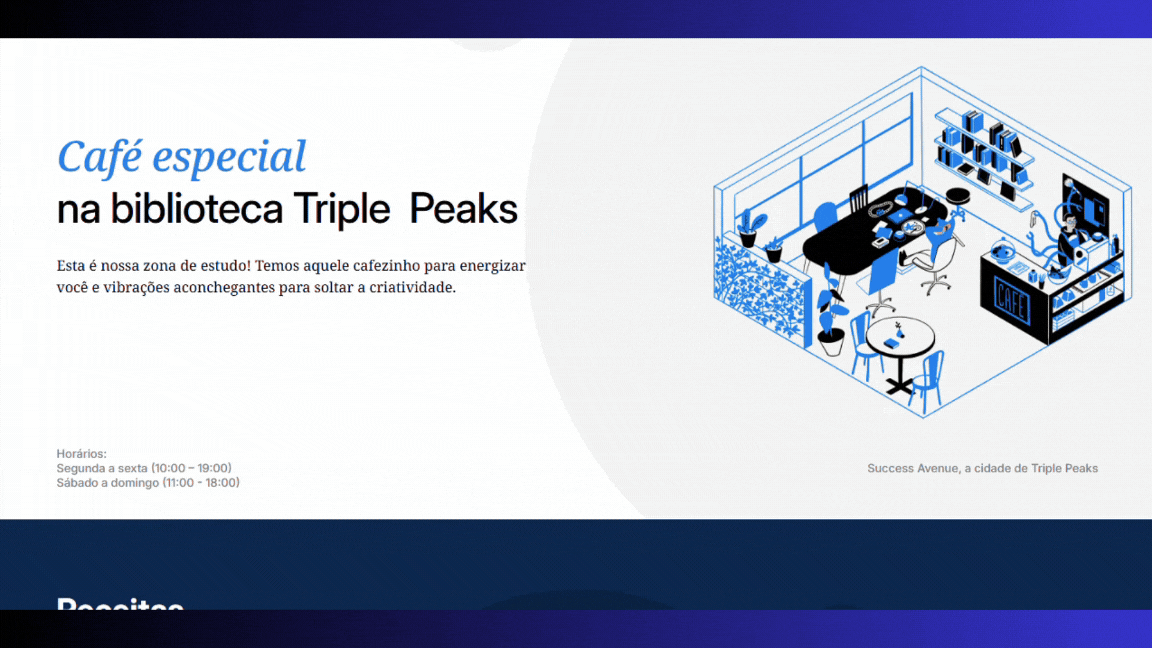 Café especial
na biblioteca Triple Peaks
Esta é nossa zona de estudo! Temos aquele cafezinho para energizar
você e vibrações aconchegantes para soltar a criatividade.
CAFE
Horários:
Segunda a sexta (10:00 – 19:00)
Sábado a domingo (11:00 - 18:00)
Success Avenue, a cidade de Triple Peaks
Receitas